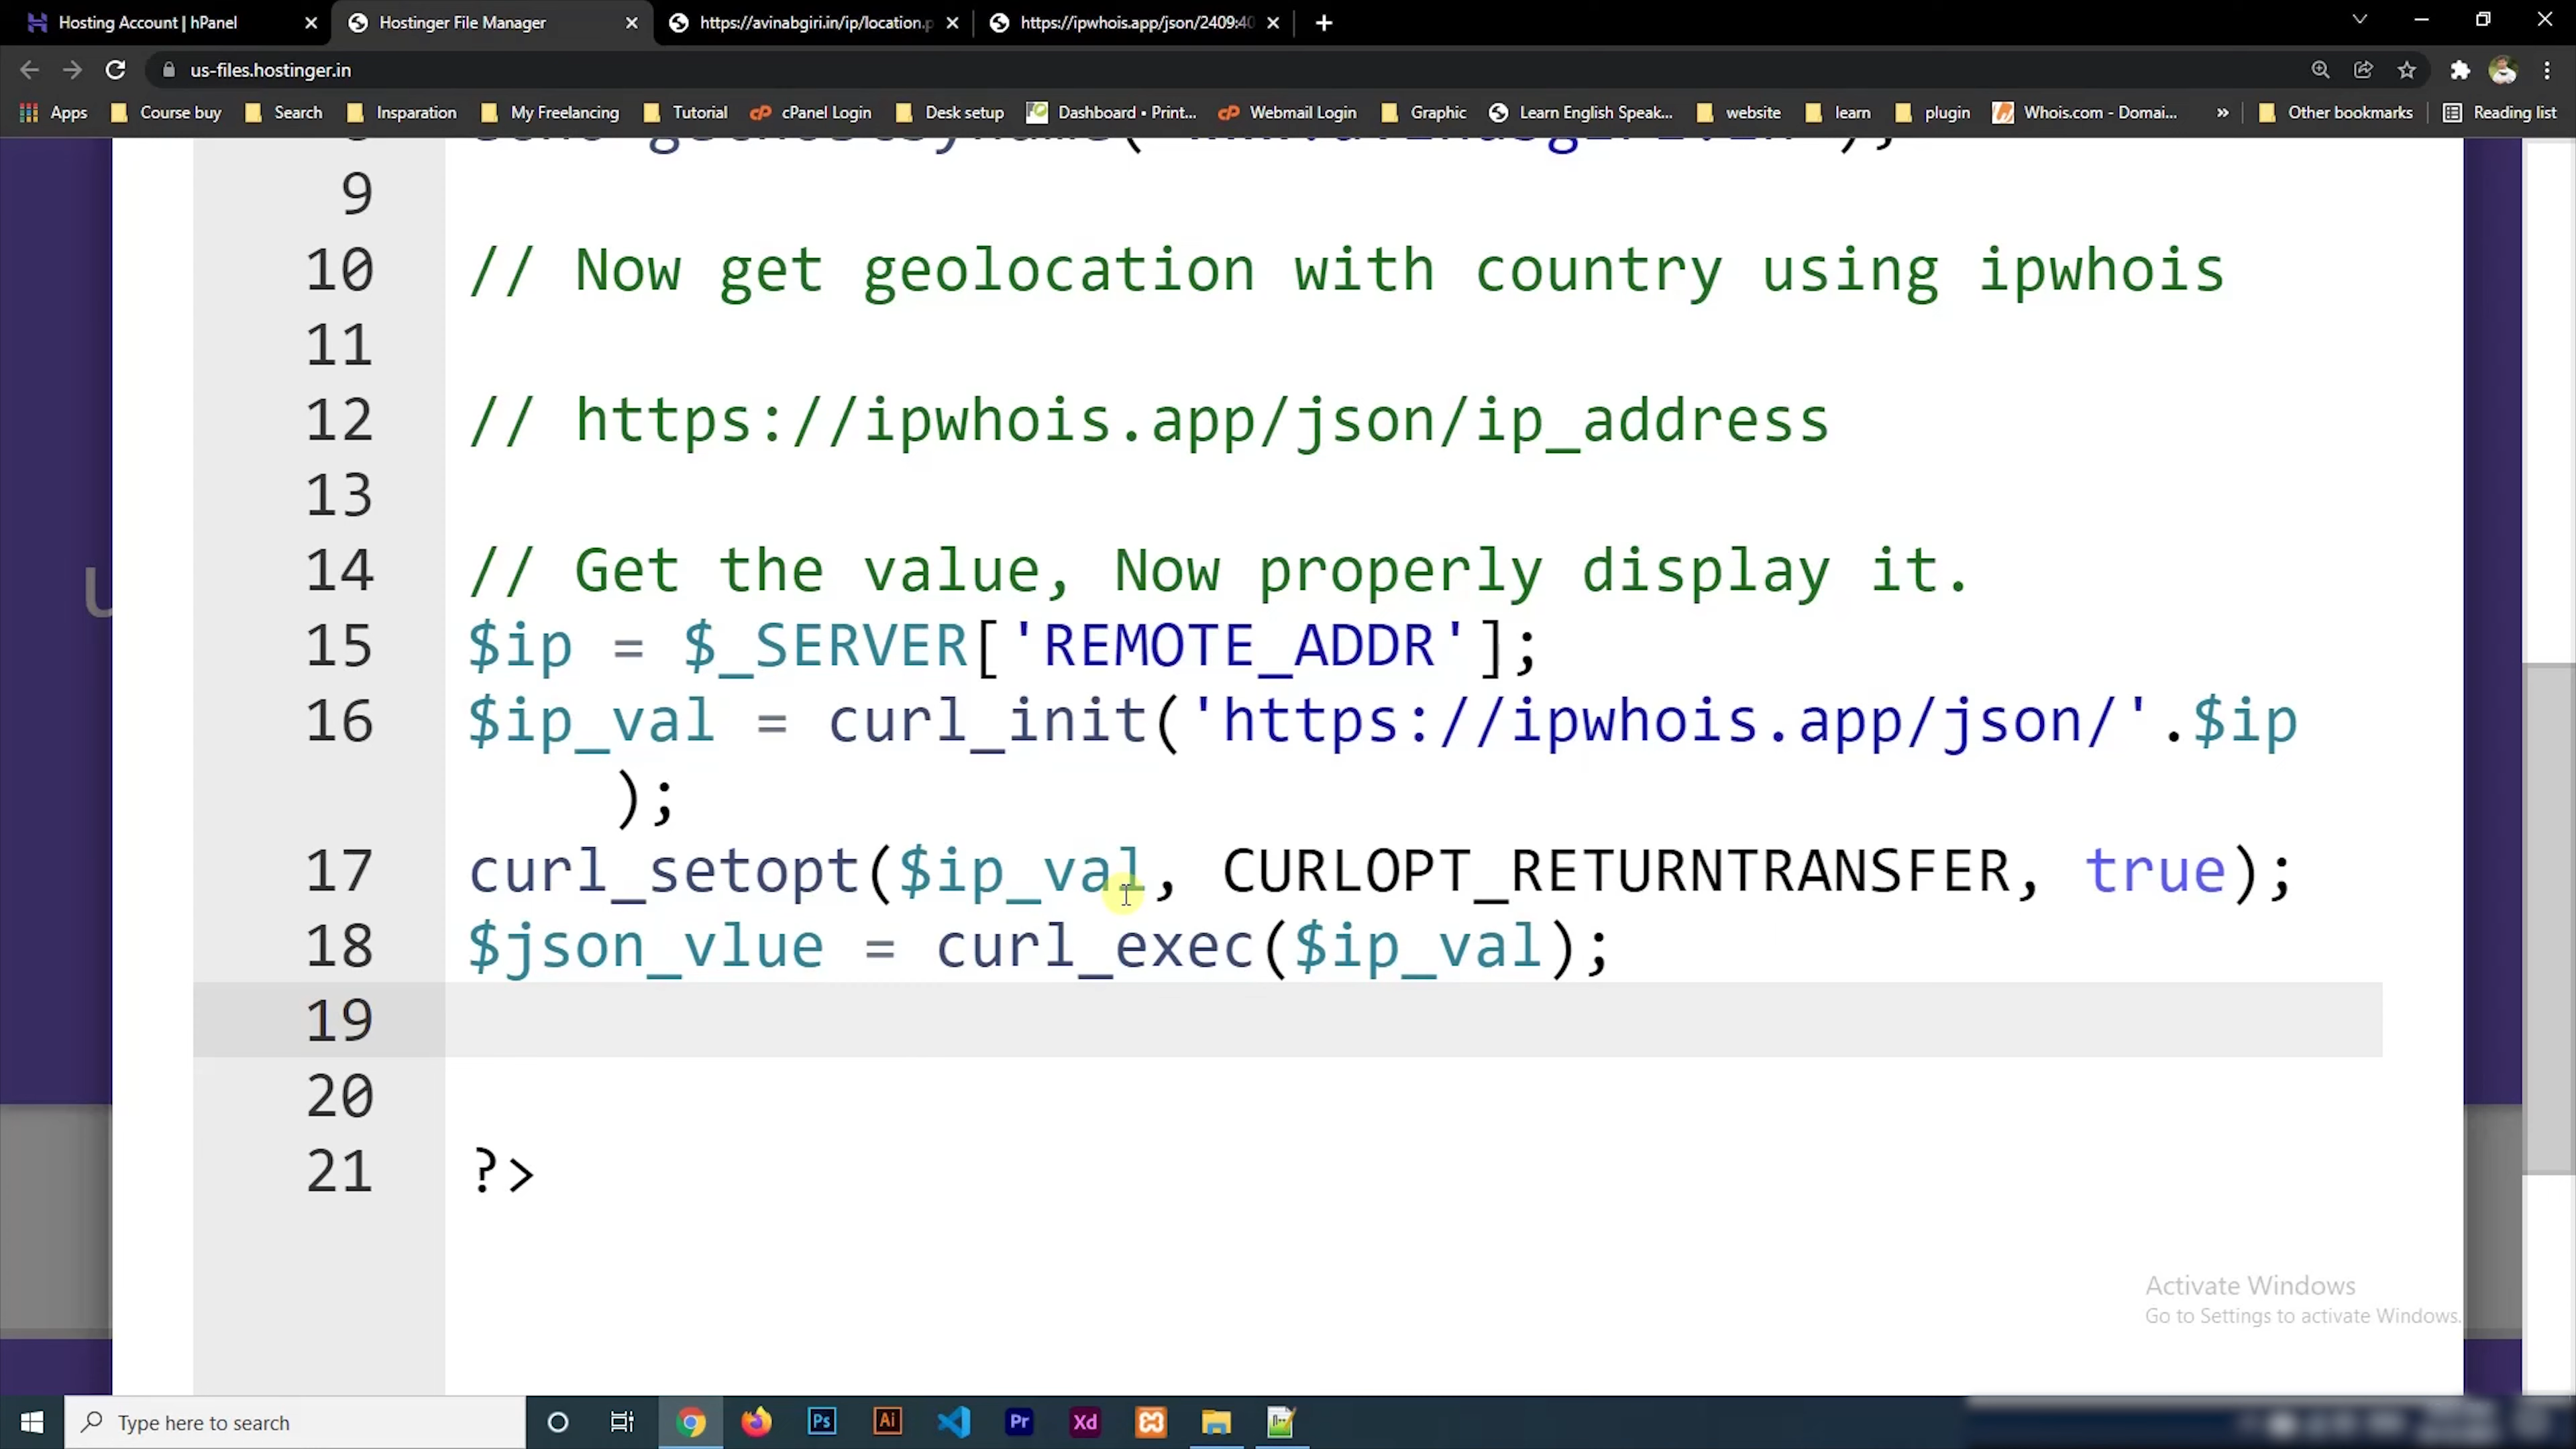 Hosting Account | hPanel
Hostinger File Manager
https://avinabgiri.in/ip/location.p
https://ipwhois.app/json/2409:40
us-files.hostinger.in
Apps
Course buy
Search
Insparation
My Freelancing
Tutorial
cPanel Login
Desk setup
Dashboard • Print...
Webmail Login
Graphic
Learn English Speak...
website
learn
plugin
Whois.com - Domai...
»
Other bookmarks
Reading list
9
10 // Now get geolocation with country using ipwhois
11
12 // https://ipwhois.app/json/ip_address
13
14 // Get the value, Now properly display it.
15 $ip = $_SERVER['REMOTE_ADDR'];
16 $ip_val = curl_init('https://ipwhois.app/json/'.$ip
);
17 curl_setopt($ip_val, CURLOPT_RETURNTRANSFER, true);
18 $json_vlue = curl_exec($ip_val);
19
20
21 ?>
Activate Windows
Go to Settings to activate Windows.
Type here to search
Ps
Ai
Pr
Xd